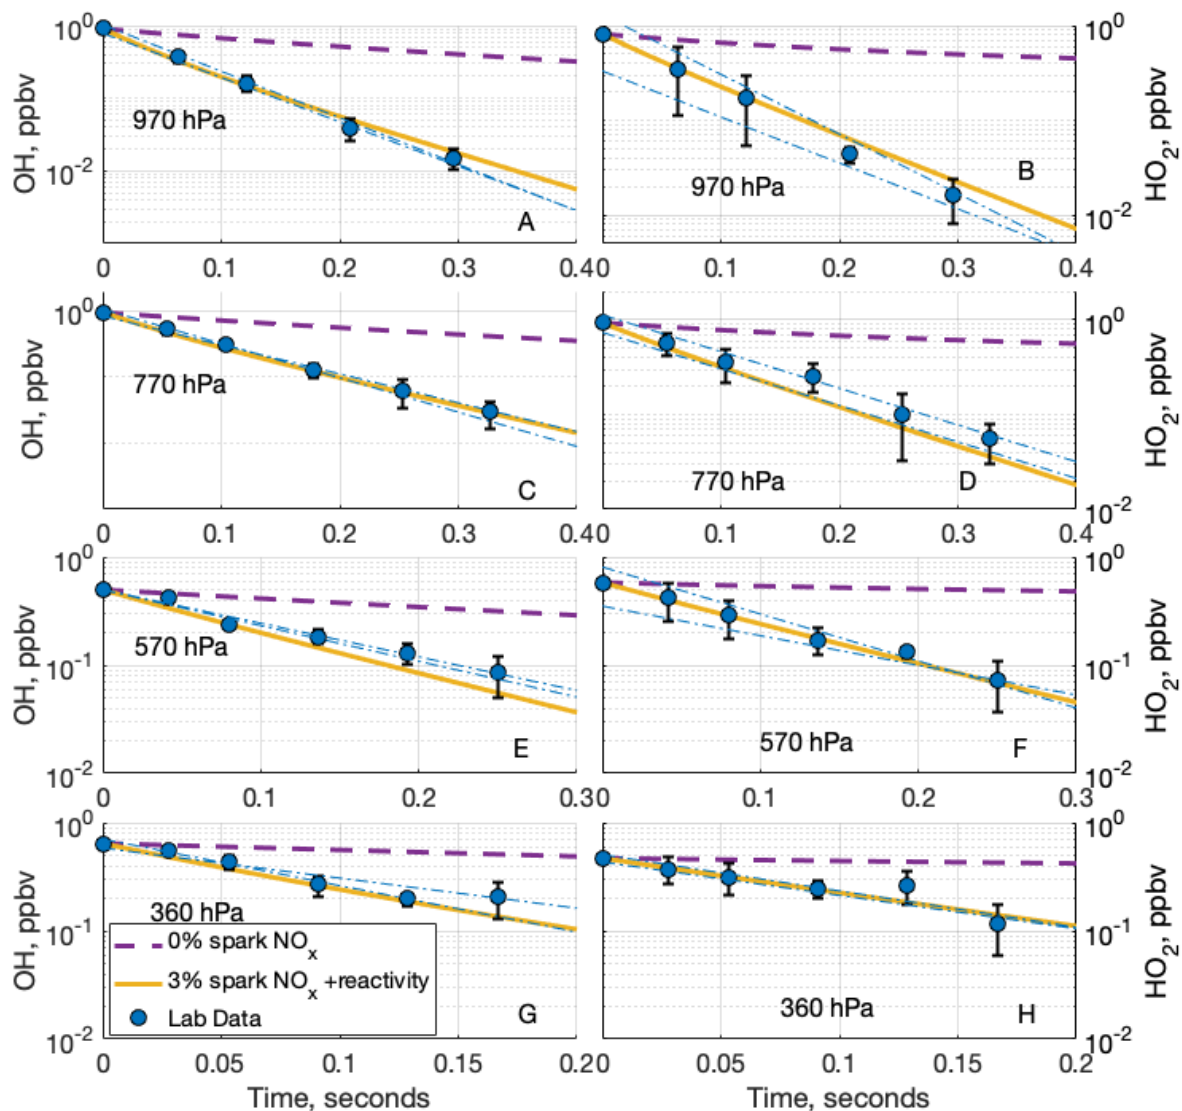 10^0
10^-2
OH, ppbv
970 hPa
A
0
0.1
0.2
0.3
0.4
10^0
10^-2
HO_2, ppbv
970 hPa
B
0
0.1
0.2
0.3
0.4
10^0
OH, ppbv
770 hPa
C
0
0.1
0.2
0.3
0.4
10^0
10^-2
HO_2, ppbv
770 hPa
D
0
0.1
0.2
0.3
0.4
10^0
10^-1
10^-2
OH, ppbv
570 hPa
E
0
0.1
0.2
0.3
10^0
10^-1
10^-2
HO_2, ppbv
570 hPa
F
0
0.1
0.2
0.3
10^0
10^-1
10^-2
OH, ppbv
360 hPa
0% spark NO_x
3% spark NO_x +reactivity
Lab Data
G
0
0.05
0.1
0.15
0.2
Time, seconds
10^0
10^-1
10^-2
HO_2, ppbv
360 hPa
H
0
0.05
0.1
0.15
0.2
Time, seconds